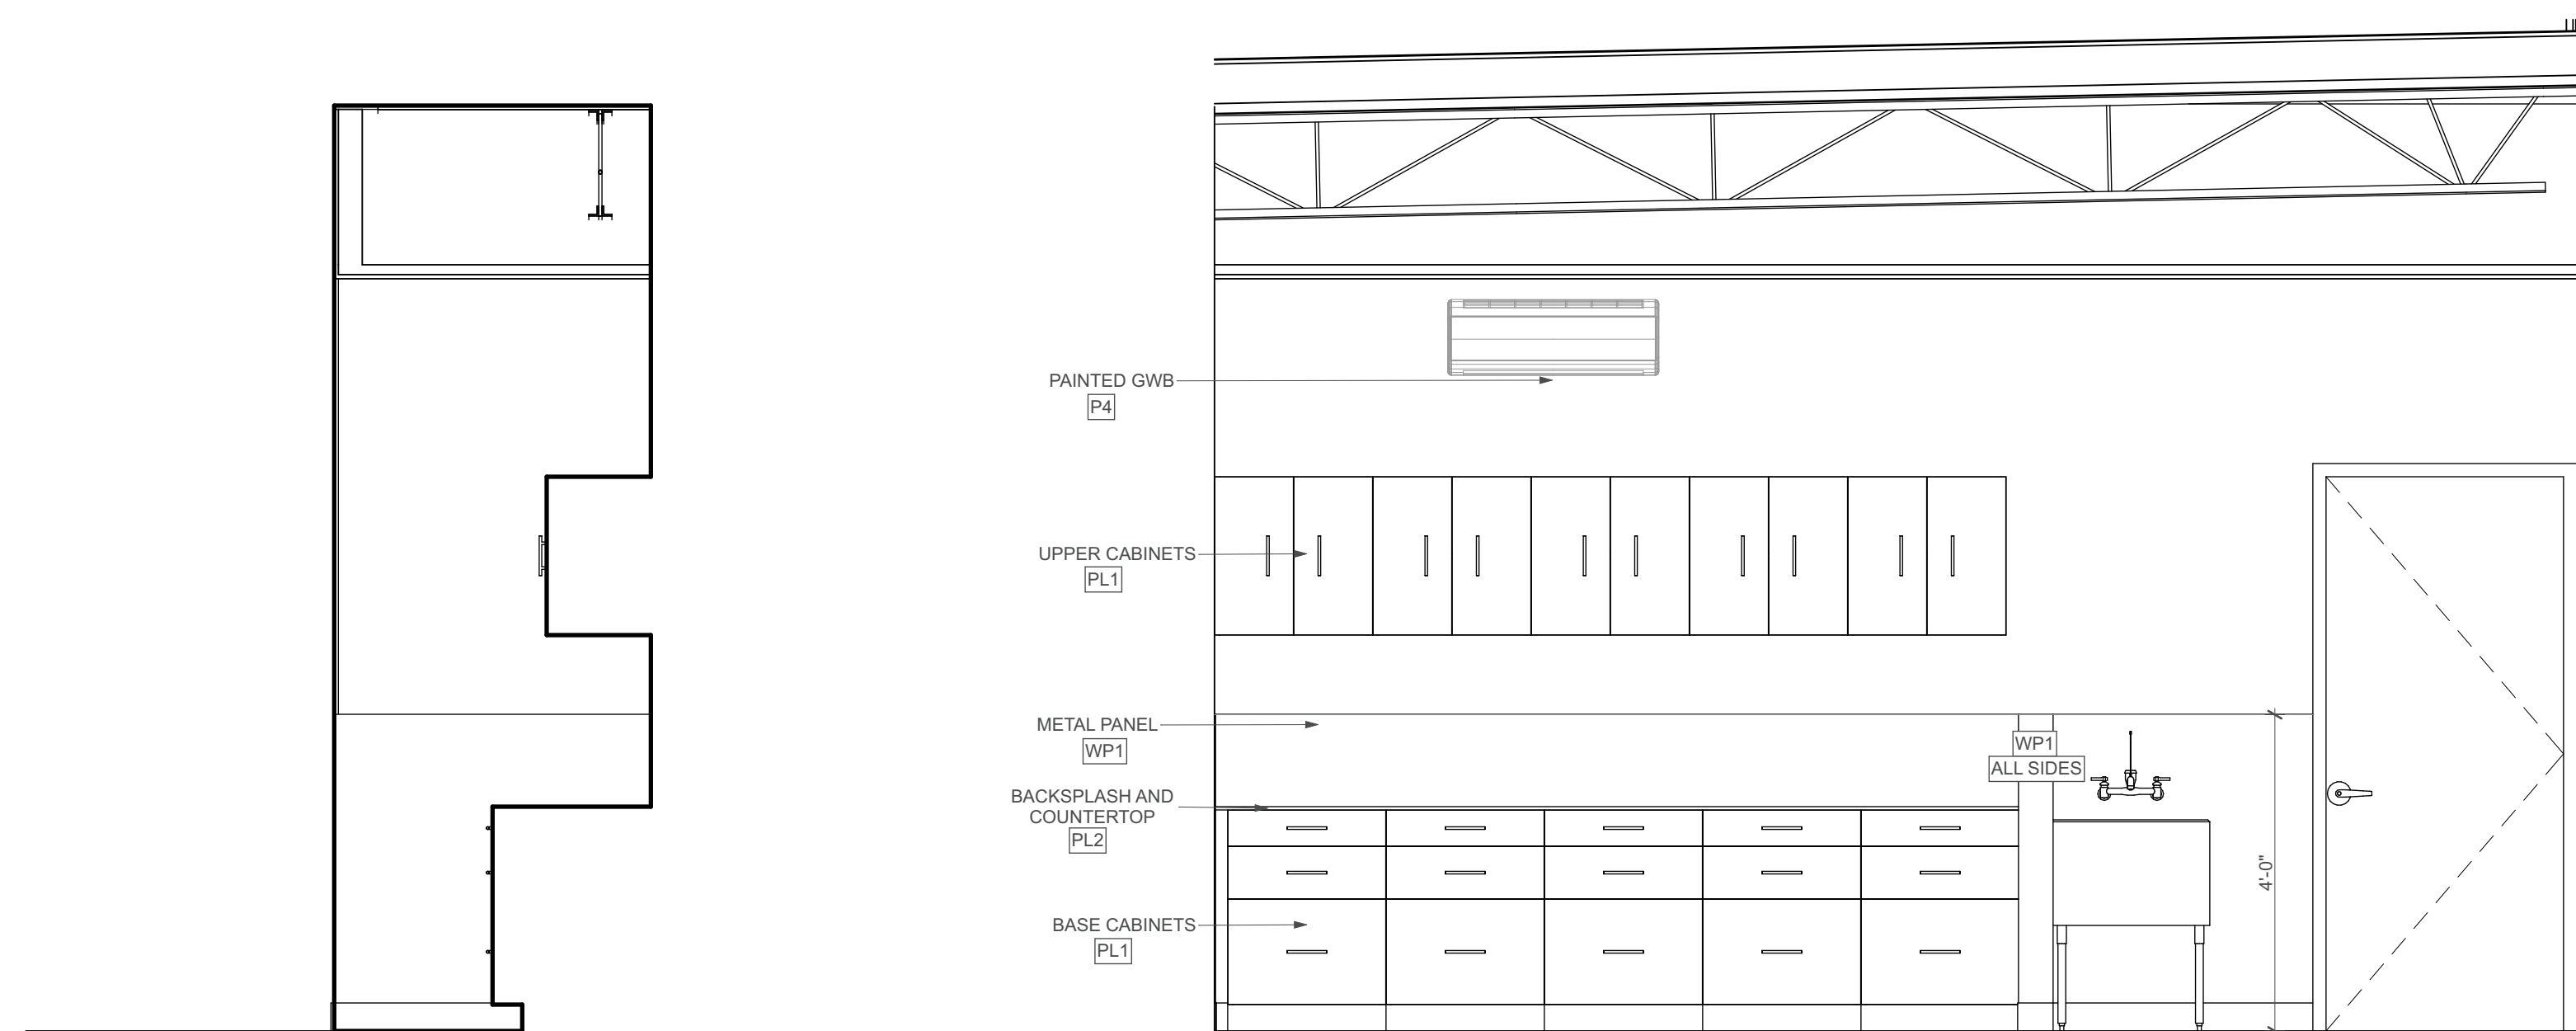 PAINTED GWB
P4
UPPER CABINETS
PL1
METAL PANEL
WP1
WP1
ALL SIDES
BACKSPLASH AND
COUNTERTOP
PL2
4'-0"
BASE CABINETS
PL1